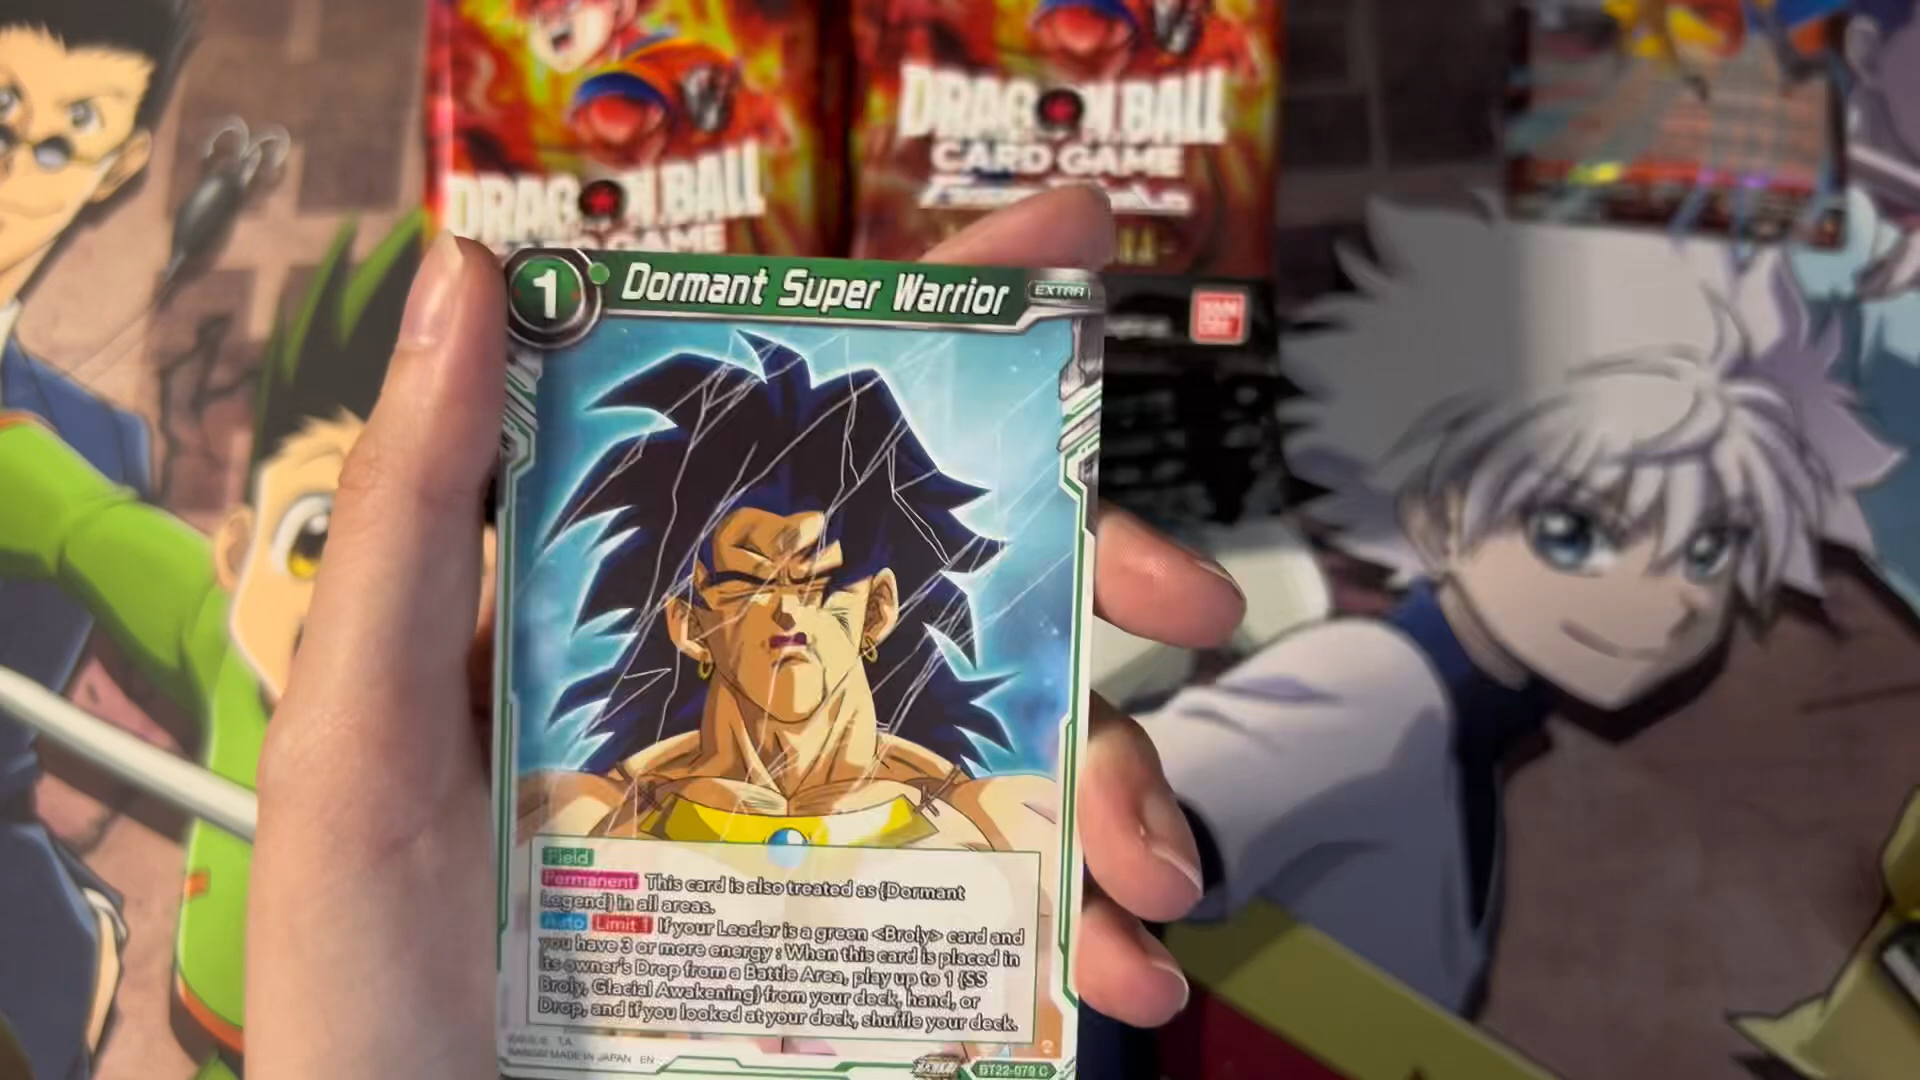 DRAGON BALL
CARD GAME
DRAGON BALL
CARD GAME
BAN
DAI
1
Dormant Super Warrior
EXTRA
Field
Permanent This card is also treated as {Dormant
Legend} in all areas.
Auto Limit 1 If your Leader is a green <Broly> card and
you have 3 or more energy : When this card is placed in
its owner's Drop from a Battle Area, play up to 1 {SS
Broly, Glacial Awakening} from your deck, hand, or
Drop, and if you looked at your deck, shuffle your deck.
BANDAI MADE IN JAPAN EN
BT22-079 C